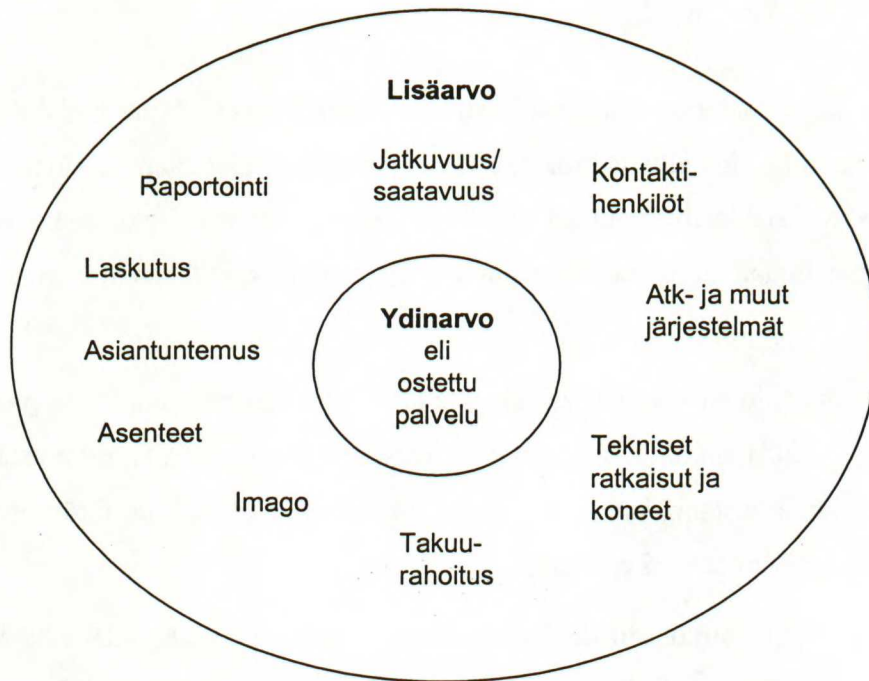 Lisäarvo
Jatkuvuus/
saatavuus
Kontakti-
henkilöt
Raportointi
Laskutus
Atk- ja muut
järjestelmät
Ydinarvo
eli
ostettu
palvelu
Asiantuntemus
Asenteet
Tekniset
ratkaisut ja
koneet
Imago
Takuu-
rahoitus